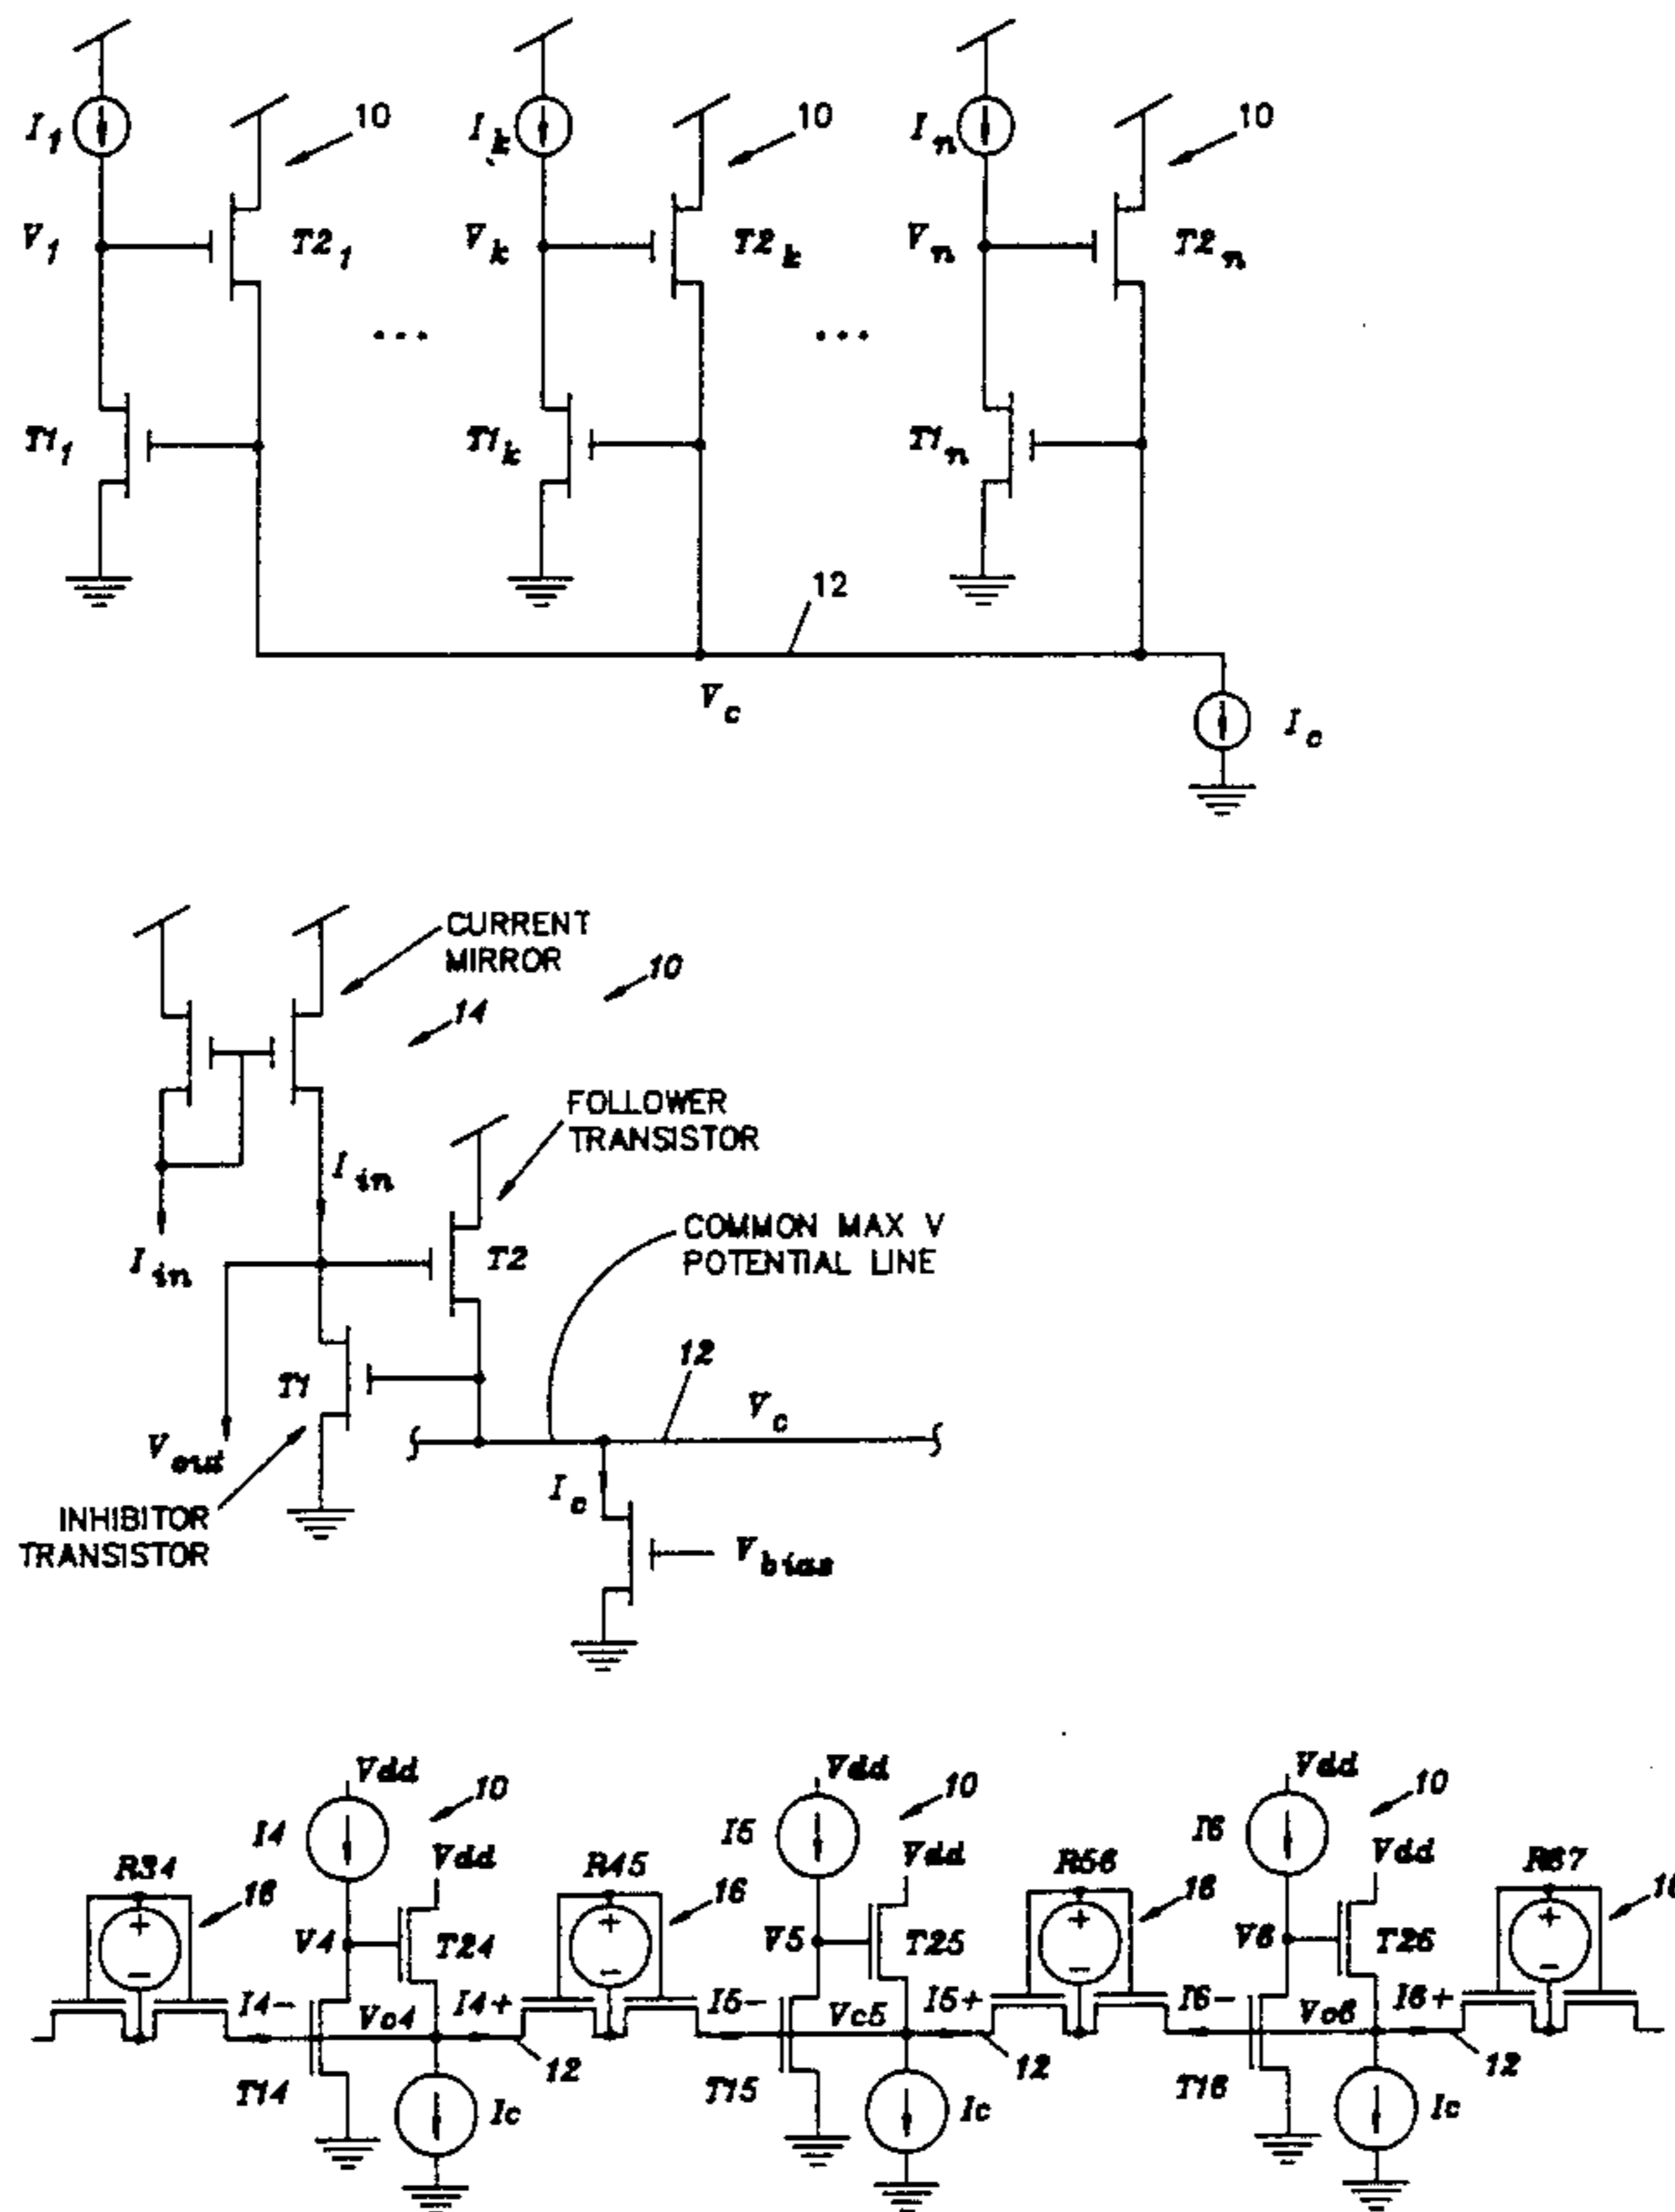 I1 10 Ik 10 In 10
V1 T21 Vk T2k Vn T2n
... ...
T11 T1k T1n
12
Vc
Ic
CURRENT
MIRROR
10
14
FOLLOWER
TRANSISTOR
Iin
COMMON MAX V
POTENTIAL LINE
Iin
T2
12
T1
Vc
Vout
Ic
INHIBITOR
TRANSISTOR
Vbias
Vdd 10 Vdd 10 Vdd 10
I4 I5 I6
Vdd Vdd Vdd
R34 16 R45 16 R56 16 R67 16
V4 T24 V5 T25 V6 T26
I4- Vc4 I4+ I5- Vc5 I5+ I6- Vc6 I6+
12 12 12
T14 T15 T16
Ic Ic Ic